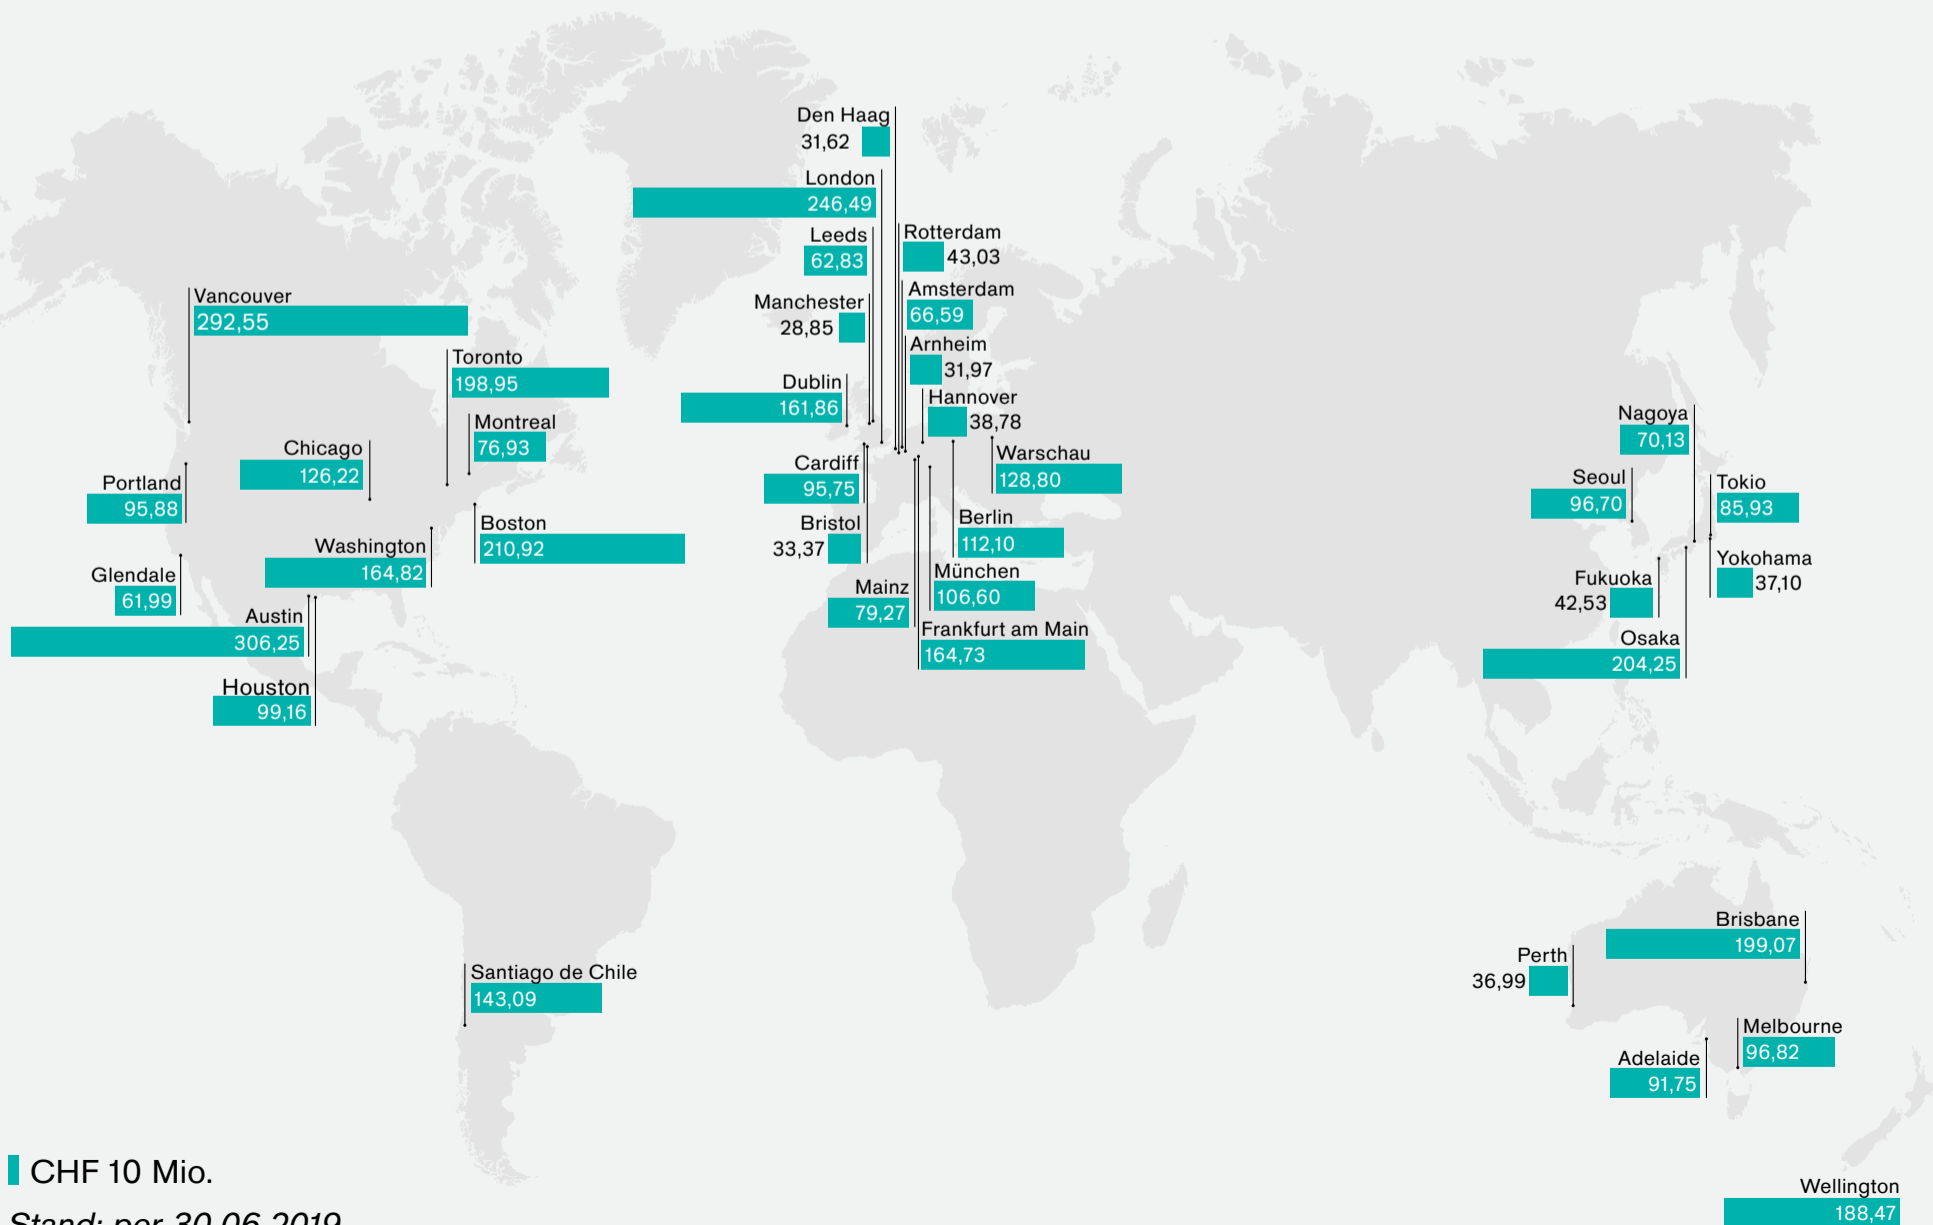 Den Haag
31,62
London
246,49
Leeds
62,83
Rotterdam
43,03
Manchester
28,85
Amsterdam
66,59
Arnheim
31,97
Dublin
161,86
Hannover
38,78
Cardiff
95,75
Warschau
128,80
Bristol
33,37
Berlin
112,10
Mainz
79,27
München
106,60
Frankfurt am Main
164,73
Vancouver
292,55
Toronto
198,95
Montreal
76,93
Chicago
126,22
Portland
95,88
Boston
210,92
Washington
164,82
Glendale
61,99
Austin
306,25
Houston
99,16
Santiago de Chile
143,09
Nagoya
70,13
Seoul
96,70
Tokio
85,93
Yokohama
37,10
Fukuoka
42,53
Osaka
204,25
Brisbane
199,07
Perth
36,99
Melbourne
96,82
Adelaide
91,75
Wellington
188,47
CHF 10 Mio.
Stand: per 30.06.2019